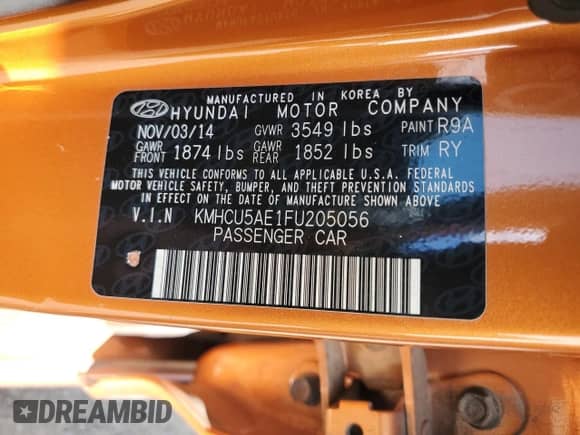 MANUFACTURED IN KOREA BY
HYUNDAI MOTOR COMPANY
NOV/03/14 GVWR 3549 lbs PAINT R9A
GAWR FRONT 1874 lbs GAWR REAR 1852 lbs TRIM RY
THIS VEHICLE CONFORMS TO ALL APPLICABLE U.S.A. FEDERAL
MOTOR VEHICLE SAFETY, BUMPER, AND THEFT PREVENTION STANDARDS
IN EFFECT ON THE DATE OF MANUFACTURE SHOWN ABOVE
V.I.N KMHCU5AE1FU205056
PASSENGER CAR
DREAMBID